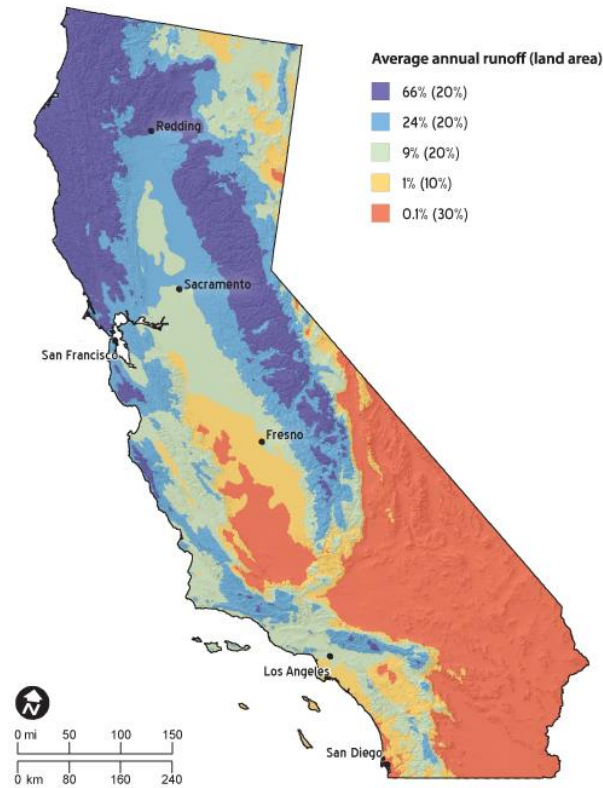 Average annual runoff (land area)
66% (20%)
24% (20%)
9% (20%)
1% (10%)
0.1% (30%)
Redding
Sacramento
San Francisco
Fresno
Los Angeles
San Diego
N
0 mi 50 100 150
0 km 80 160 240